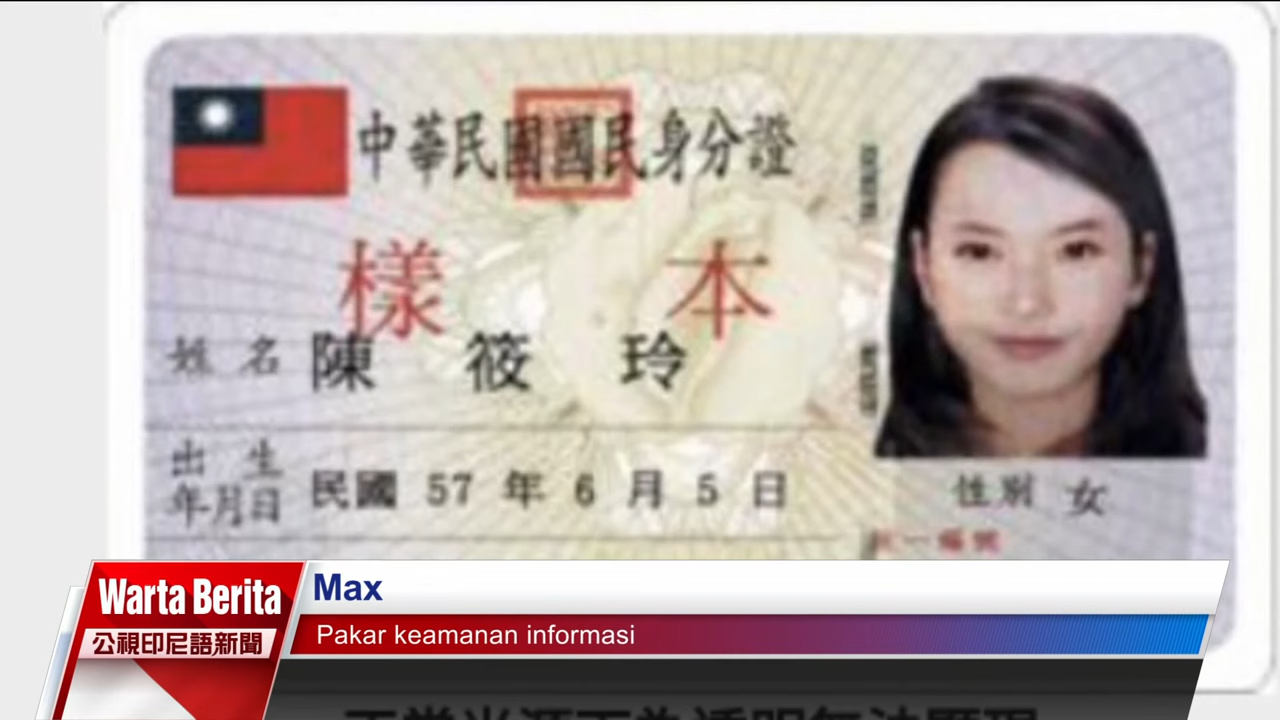 中華民國國民身分證
樣本
姓名 陳筱玲
出生年月日 民國 57 年 6 月 5 日
性別 女
Warta Berita
公視印尼語新聞
Max
Pakar keamanan informasi